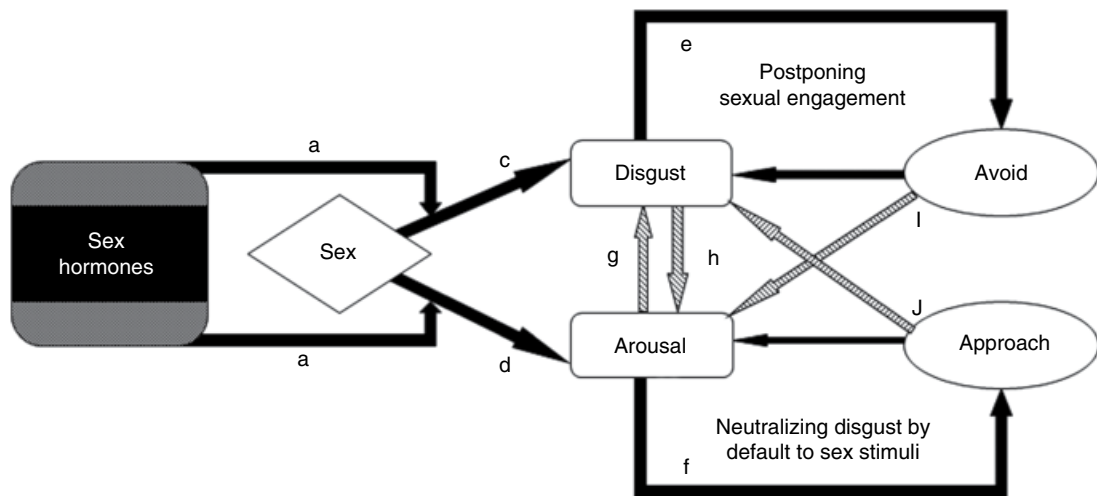 e
Postponing
sexual engagement
a
c
Disgust
Avoid
Sex
hormones
Sex
g
h
I
J
Arousal
Approach
a
d
Neutralizing disgust by
default to sex stimuli
f